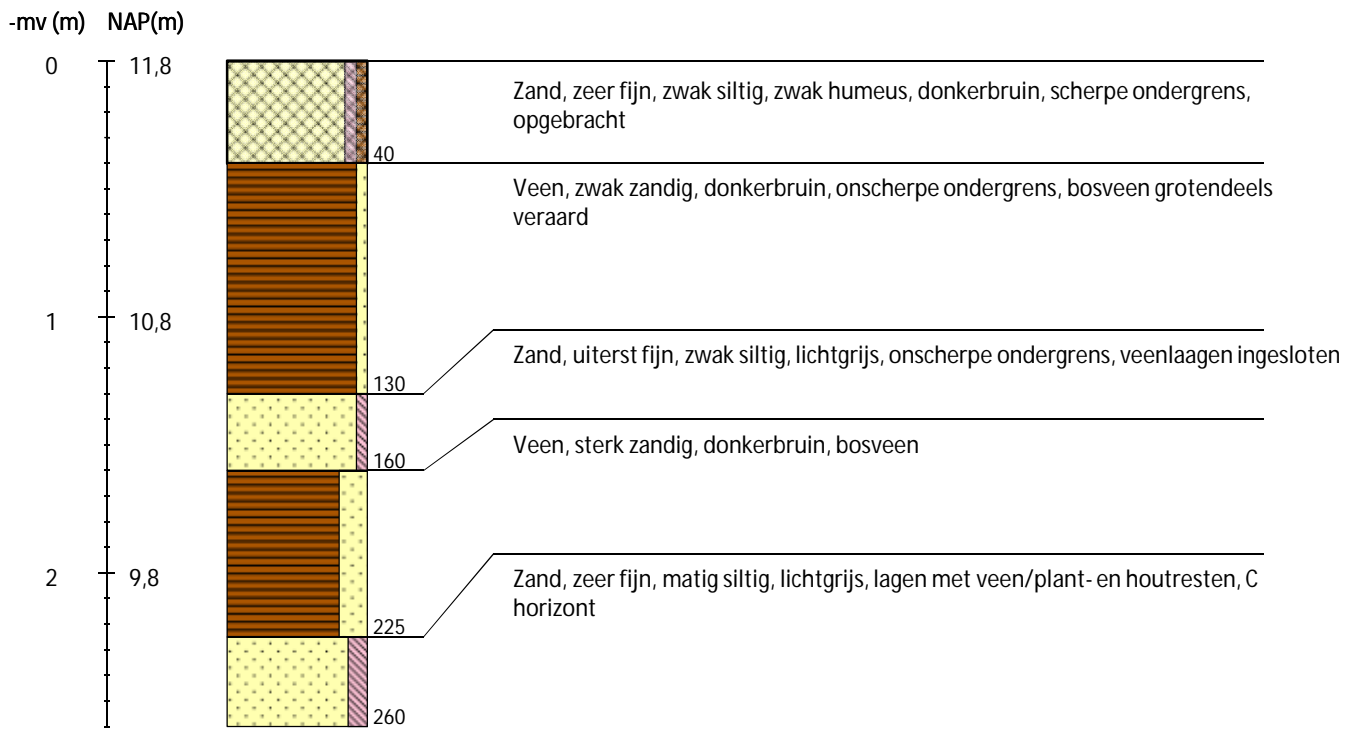 -mv (m) NAP(m)
0 11,8
Zand, zeer fijn, zwak siltig, zwak humeus, donkerbruin, scherpe ondergrens,
opgebracht
40
Veen, zwak zandig, donkerbruin, onscherpe ondergrens, bosveen grotendeels
veraard
1 10,8
Zand, uiterst fijn, zwak siltig, lichtgrijs, onscherpe ondergrens, veenlaagen ingesloten
130
Veen, sterk zandig, donkerbruin, bosveen
160
2 9,8
Zand, zeer fijn, matig siltig, lichtgrijs, lagen met veen/plant- en houtresten, C
horizont
225
260